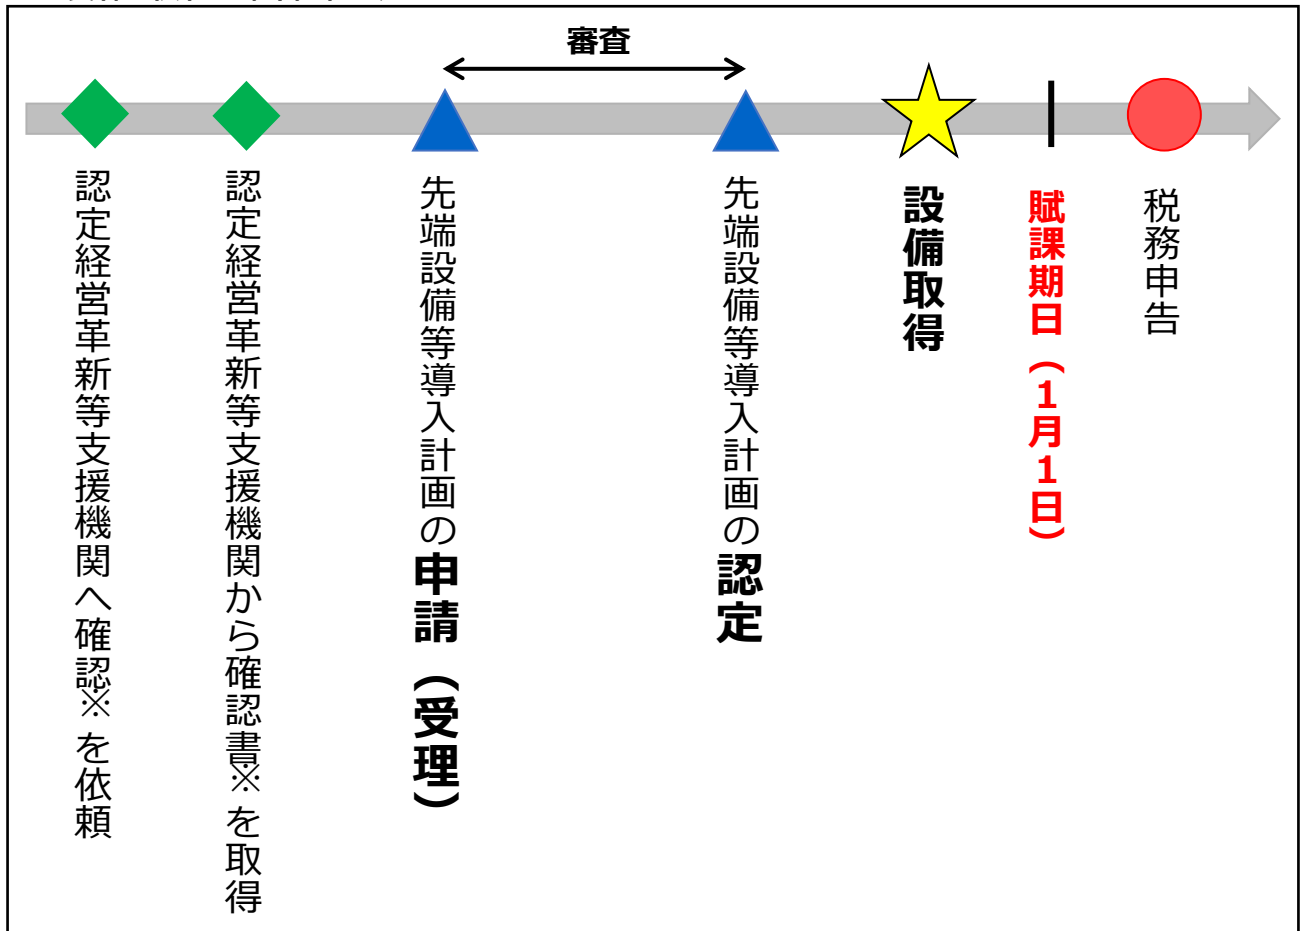 審査
認定経営革新等支援機関へ確認※を依頼
認定経営革新等支援機関から確認書※を取得
先端設備等導入計画の申請（受理）
先端設備等導入計画の認定
設備取得
賦課期日（１月１日）
税務申告